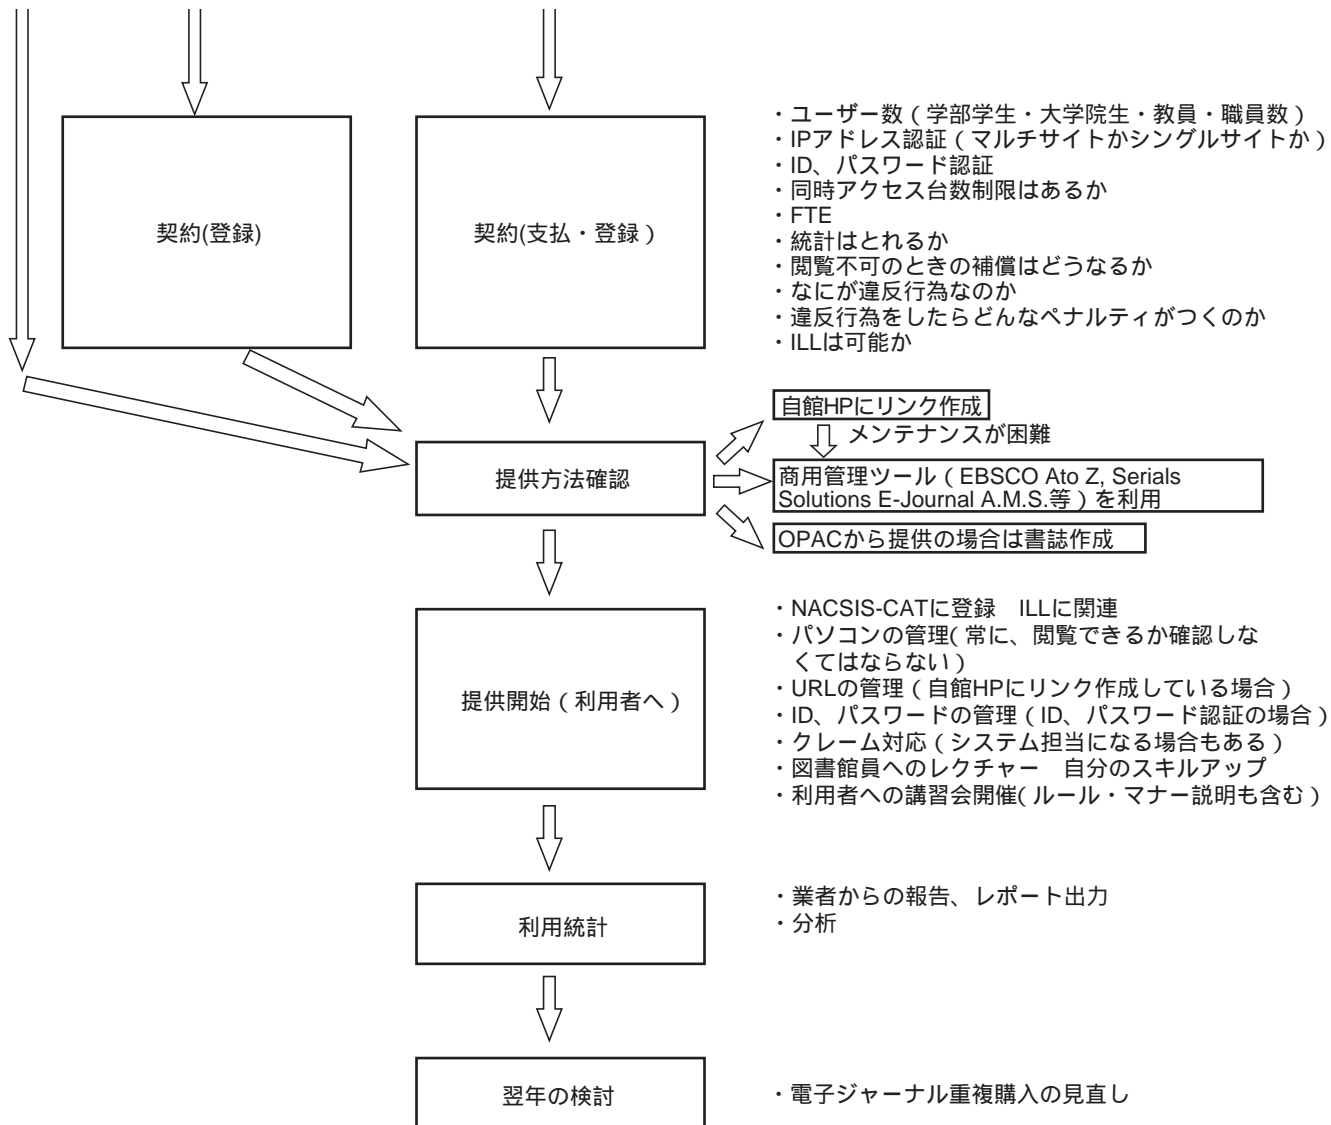 契約(登録)
契約(支払・登録)
・ユーザー数(学部学生・大学院生・教員・職員数)
・IPアドレス認証(マルチサイトかシングルサイトか)
・ID、パスワード認証
・同時アクセス台数制限はあるか
・FTE
・統計はとれるか
・閲覧不可のときの補償はどうなるか
・なにが違反行為なのか
・違反行為をしたらどんなペナルティがつくのか
・ILLは可能か
提供方法確認
自館HPにリンク作成
メンテナンスが困難
商用管理ツール(EBSCO Ato Z, Serials
Solutions E-Journal A.M.S.等)を利用
OPACから提供の場合は書誌作成
提供開始(利用者へ)
・NACSIS-CATに登録 ILLに関連
・パソコンの管理(常に、閲覧できるか確認しな
くてはならない)
・URLの管理(自館HPにリンク作成している場合)
・ID、パスワードの管理(ID、パスワード認証の場合)
・クレーム対応(システム担当になる場合もある)
・図書館員へのレクチャー 自分のスキルアップ
・利用者への講習会開催(ルール・マナー説明も含む)
利用統計
・業者からの報告、レポート出力
・分析
翌年の検討
・電子ジャーナル重複購入の見直し